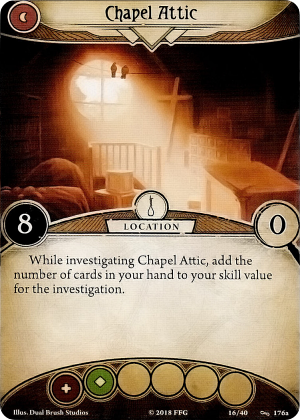 Chapel Attic
8
LOCATION
0
While investigating Chapel Attic, add the
number of cards in your hand to your skill value
for the investigation.
Illus. Dual Brush Studios
© 2018 FFG
16/40
176a